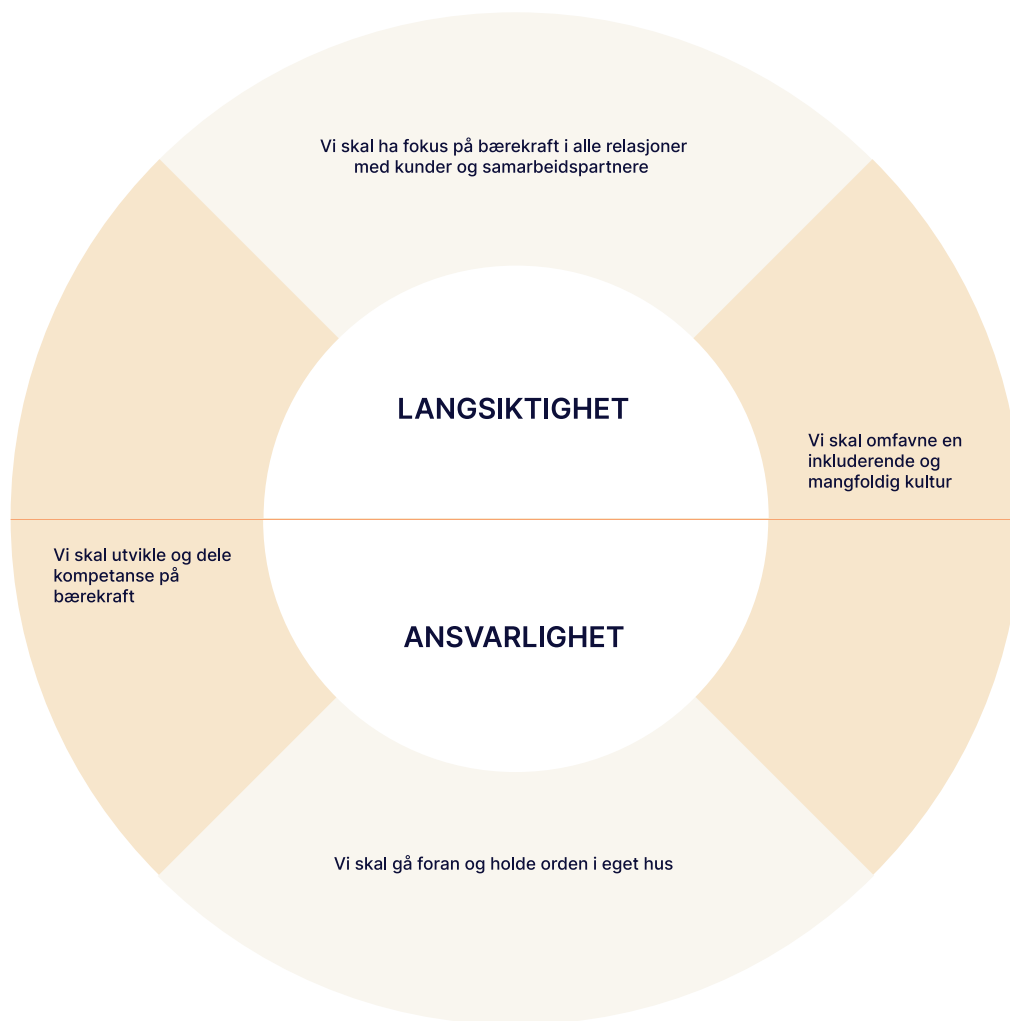 Vi skal ha fokus på bærekraft i alle relasjoner
med kunder og samarbeidspartnere
LANGSIKTIGHET
Vi skal omfavne en
inkluderende og
mangfoldig kultur
Vi skal utvikle og dele
kompetanse på
bærekraft
ANSVARLIGHET
Vi skal gå foran og holde orden i eget hus